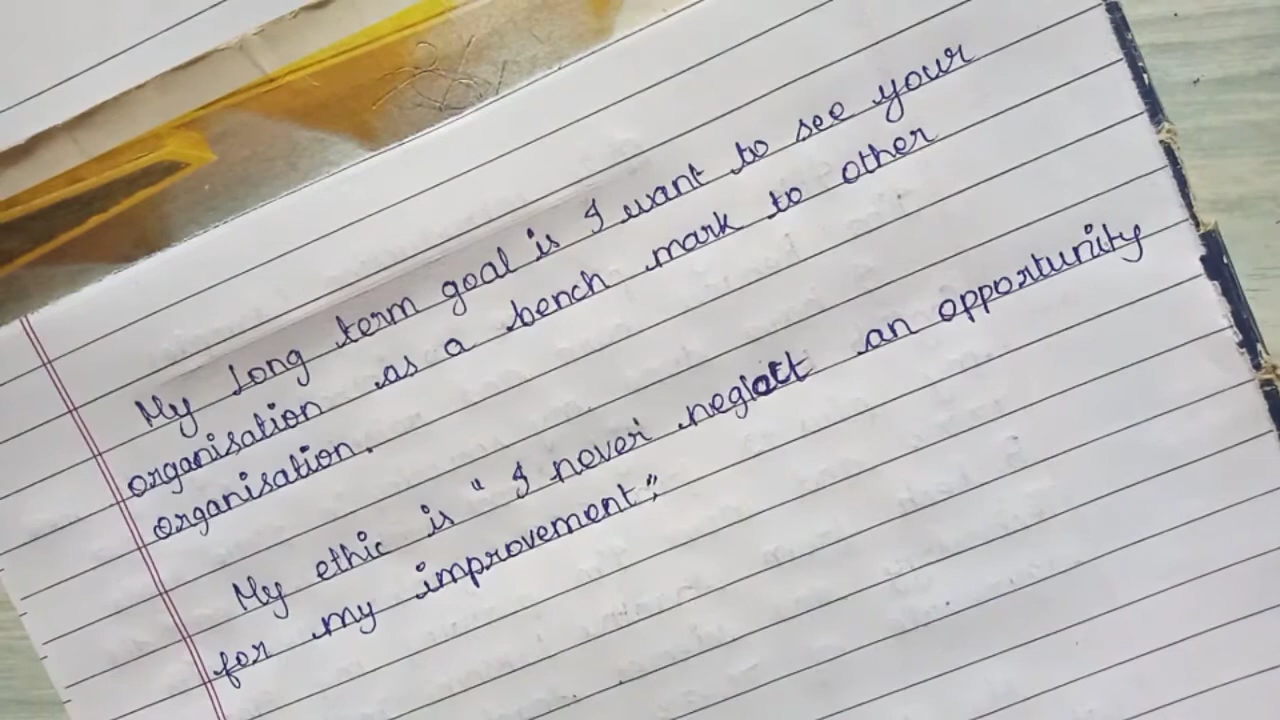 My Long term goal is I want to see your
organisation as a bench mark to other
organisation.
My ethic is "I never neglatt an opportunity
for my improvement".